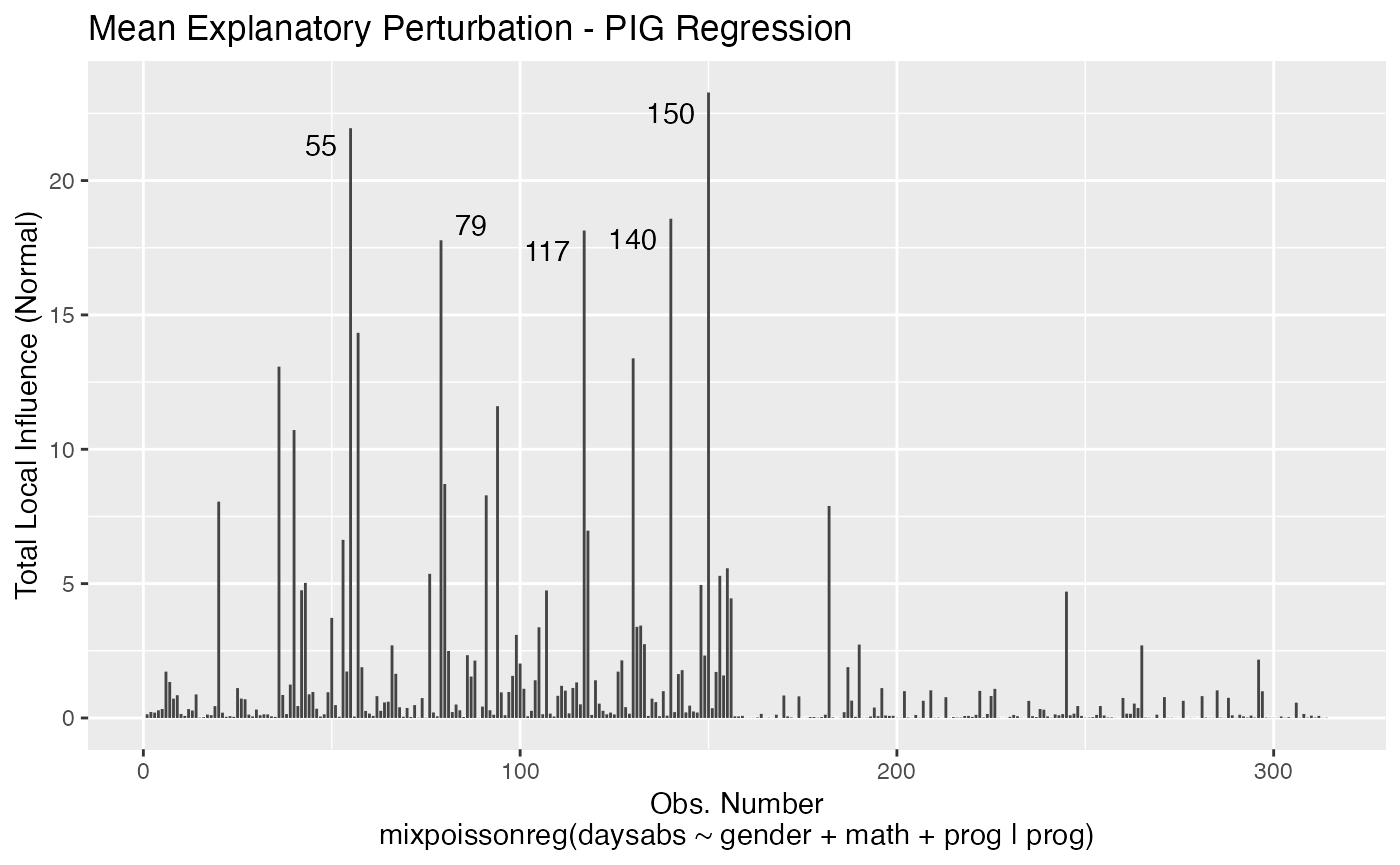 Mean Explanatory Perturbation - PIG Regression
150
55
20
79
140
117
15
10
5
0
Total Local Influence (Normal)
0 100 200 300
Obs. Number
mixpoissonreg(daysabs ~ gender + math + prog | prog)